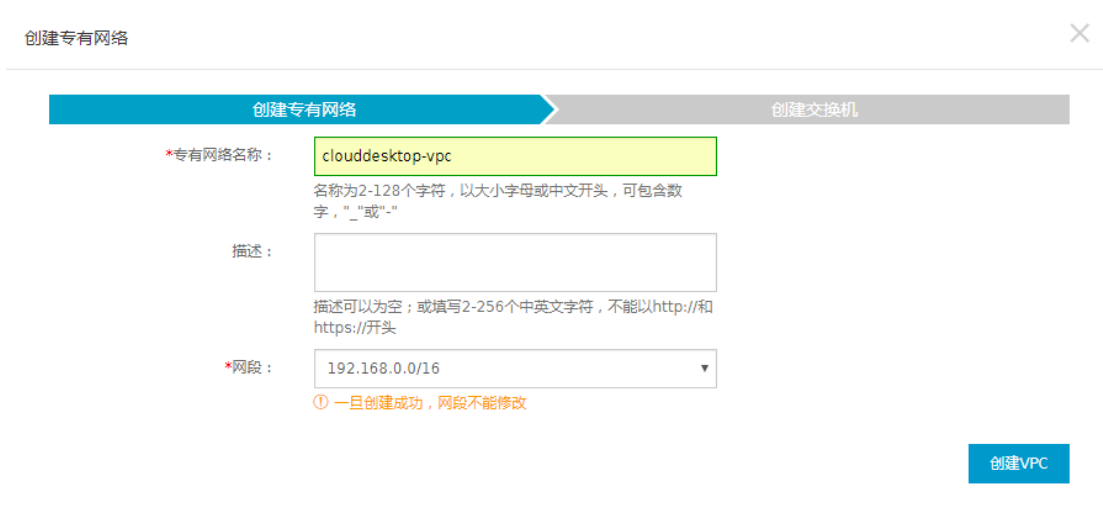 创建专有网络
创建专有网络
创建交换机
*专有网络名称：
clouddesktop-vpc
名称为2-128个字符，以大小字母或中文开头，可包含数
字，"_"或"-"
描述：
描述可以为空；或填写2-256个中英文字符，不能以http://和
https://开头
*网段：
192.168.0.0/16
一旦创建成功，网段不能修改
创建VPC